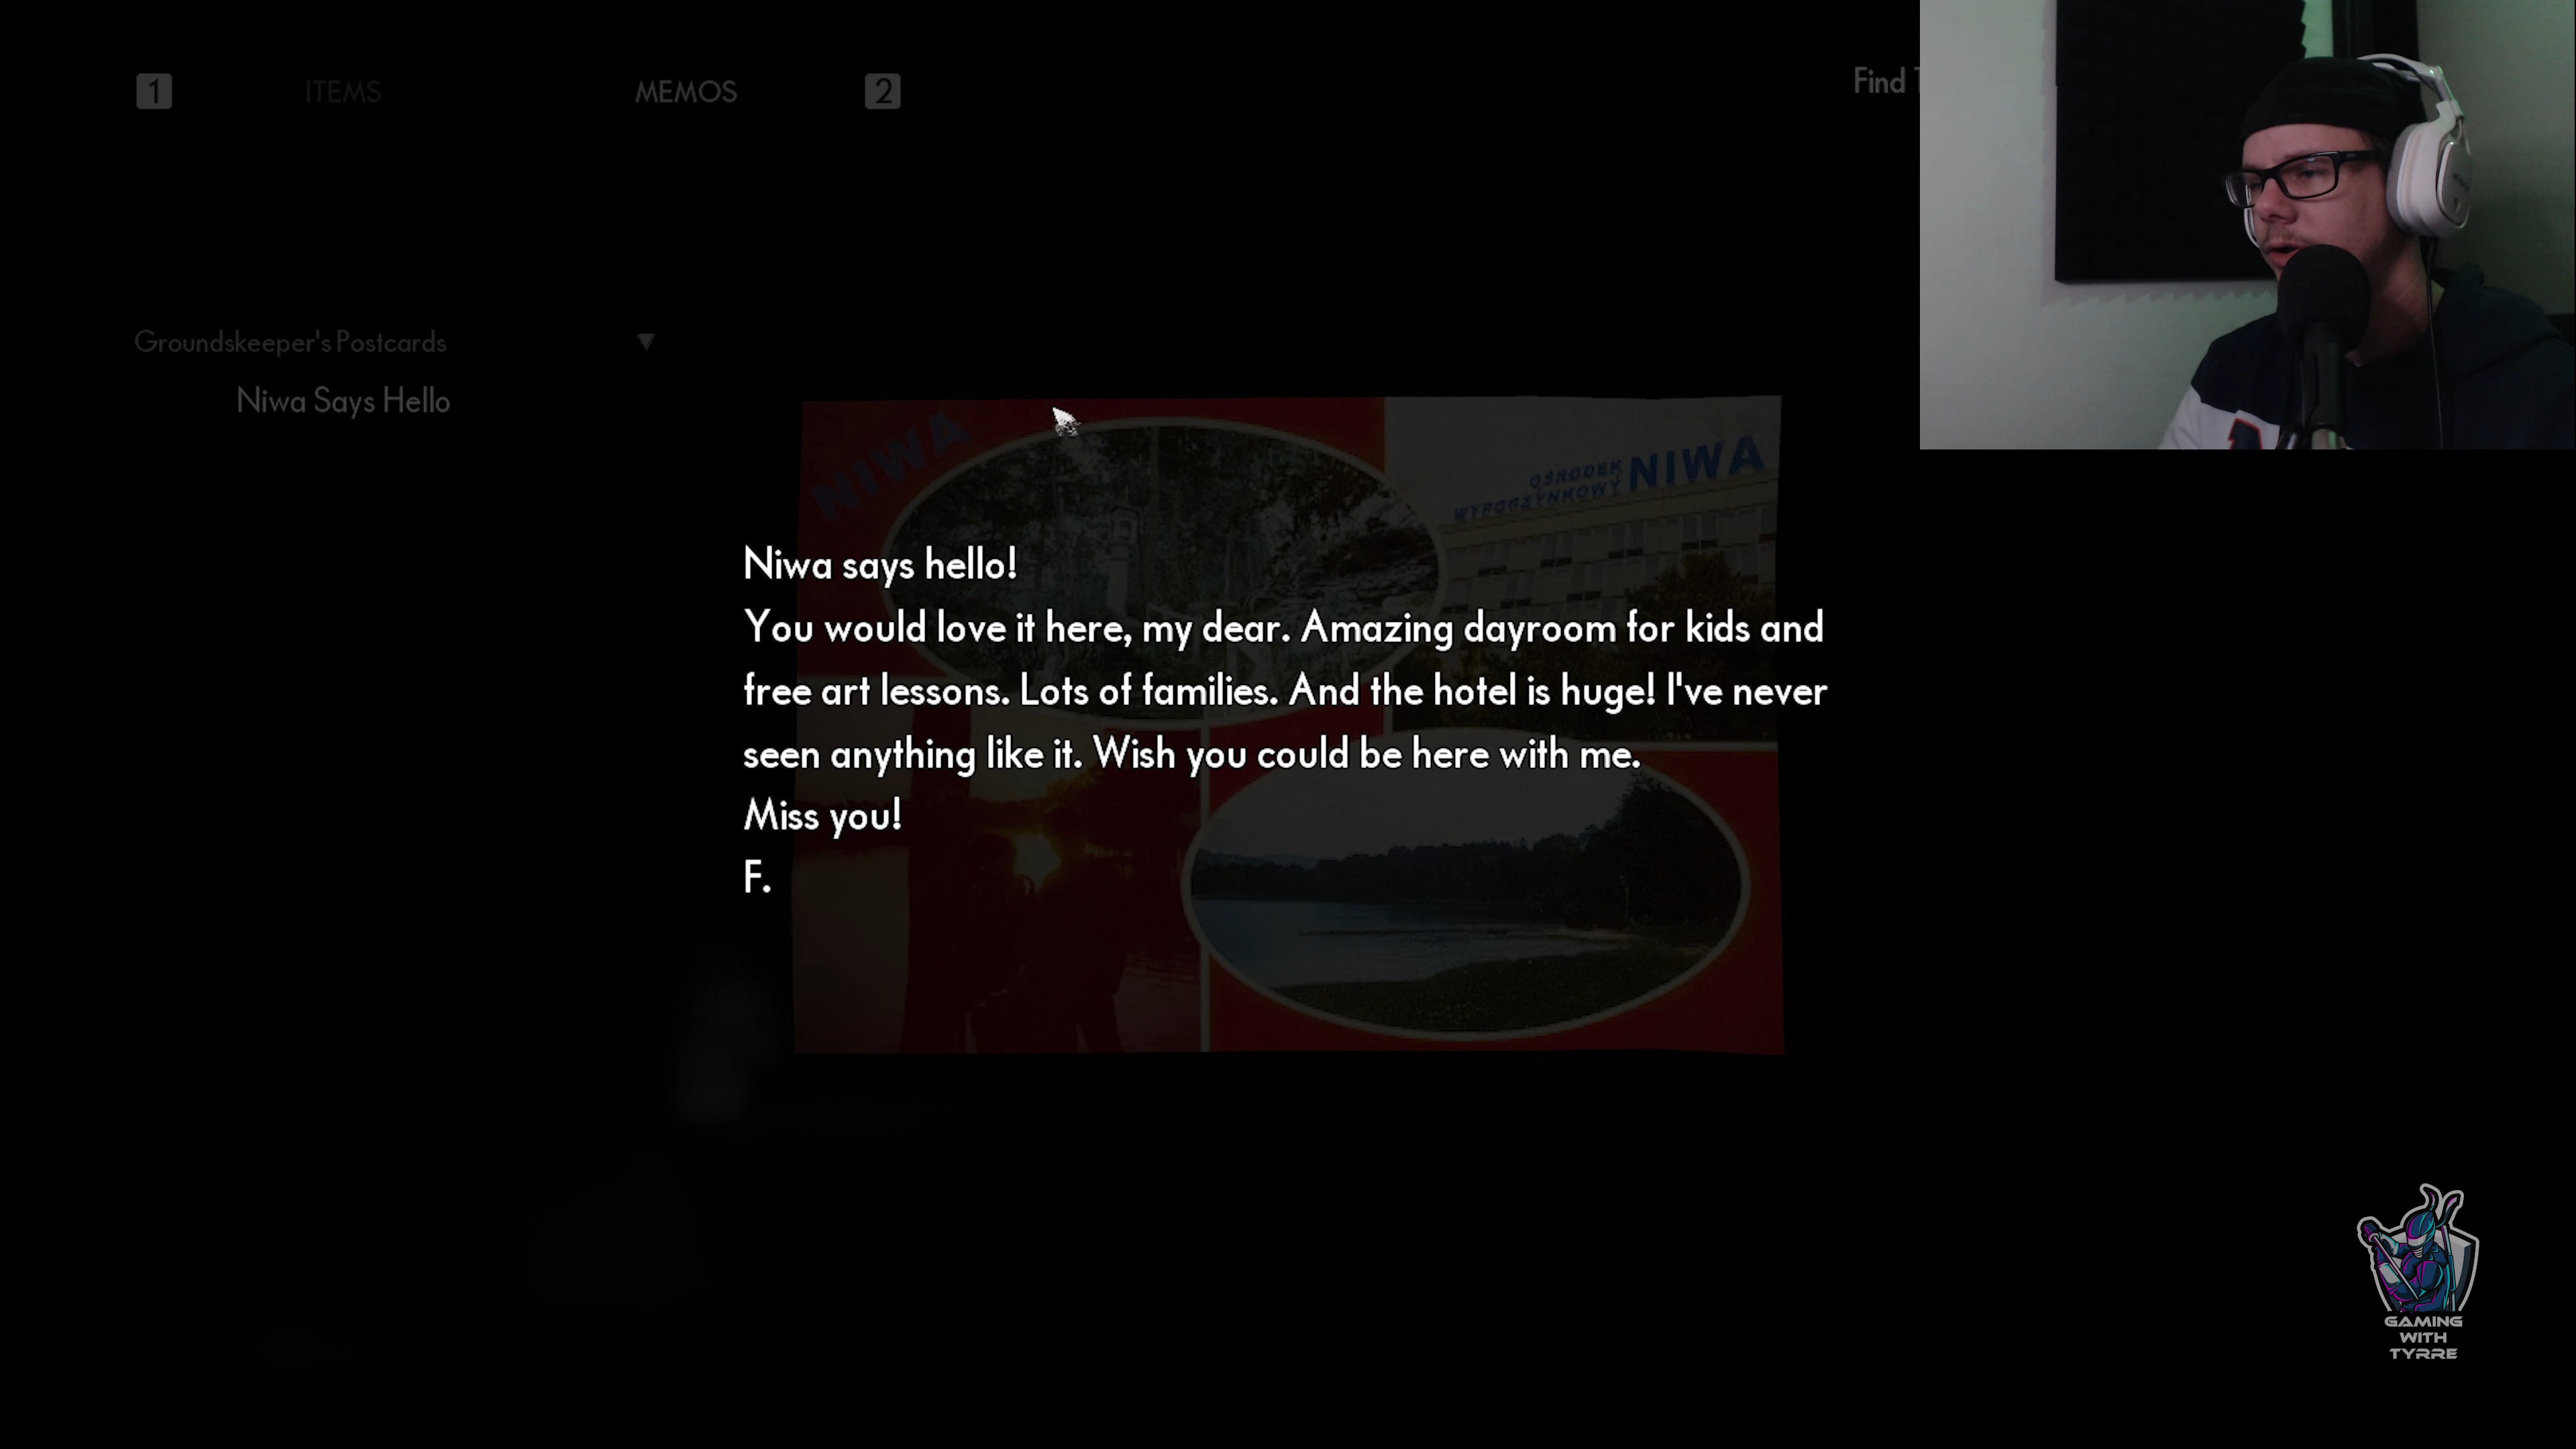 1 ITEMS MEMOS 2
Find
Groundskeeper's Postcards
Niwa Says Hello
NIWA
OŚRODEK
WYPOCZYNKOWY NIWA
Niwa says hello!
You would love it here, my dear. Amazing dayroom for kids and
free art lessons. Lots of families. And the hotel is huge! I've never
seen anything like it. Wish you could be here with me.
Miss you!
F.
GAMING
WITH
TYRRE